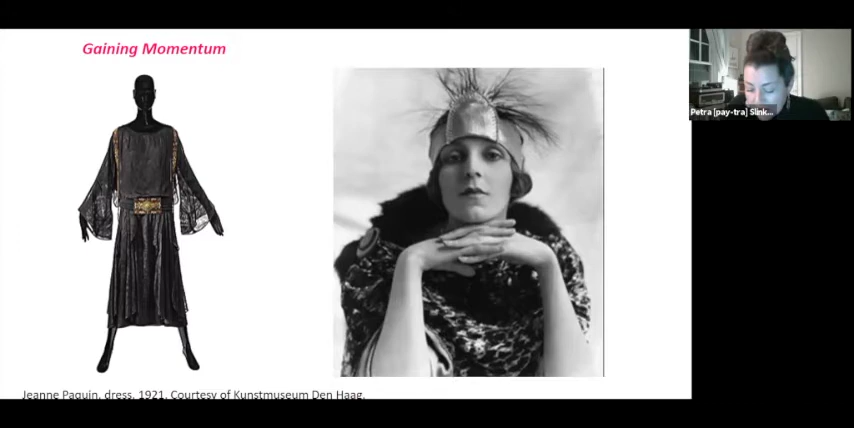 Gaining Momentum
Petra [pay-tra] Slink...
Jeanne Paquin, dress, 1921. Courtesy of Kunstmuseum Den Haag.